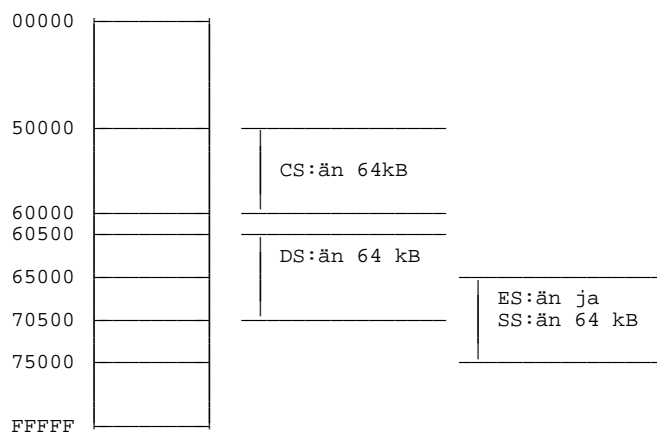 00000
50000
CS:än 64kB
60000
60500
DS:än 64 kB
65000
ES:än ja
SS:än 64 kB
70500
75000
FFFFF